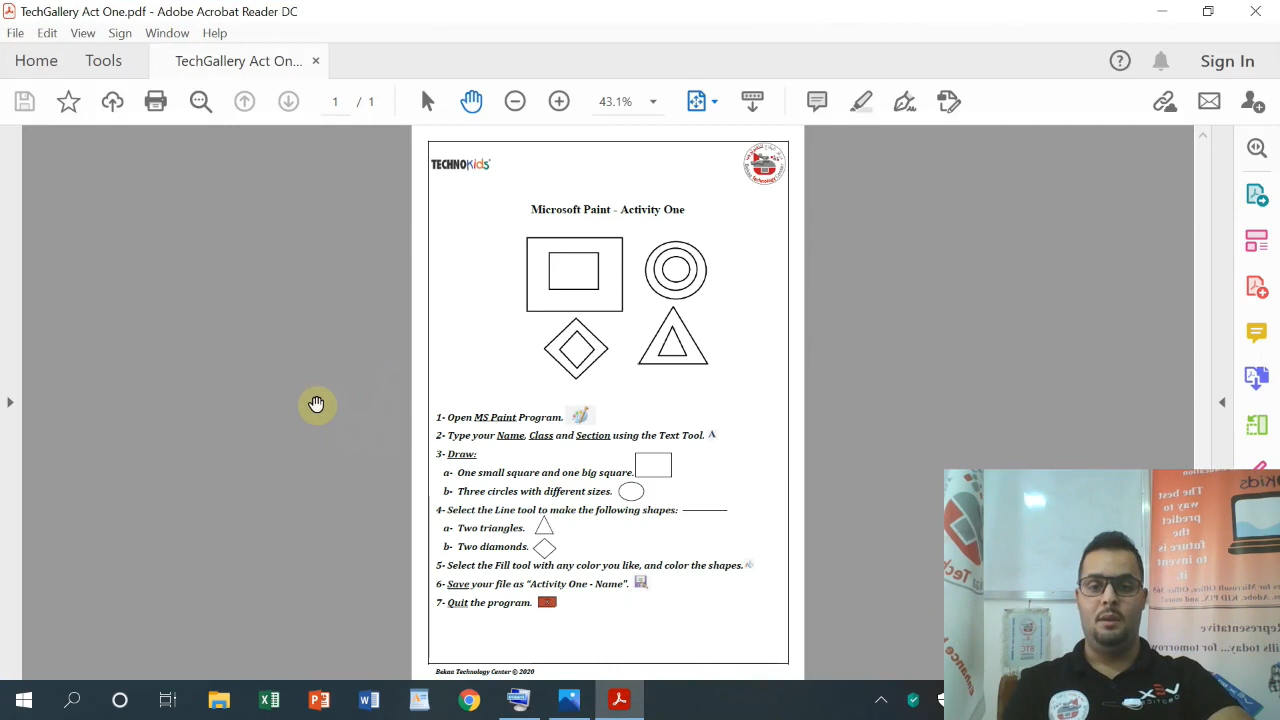 TechGallery Act One.pdf - Adobe Acrobat Reader DC
File Edit View Sign Window Help
Home Tools TechGallery Act On... × Sign In
1 / 1 43.1%
TECHNOKids
Microsoft Paint - Activity One
1- Open MS Paint Program.
2- Type your Name, Class and Section using the Text Tool. A
3- Draw:
a- One small square and one big square.
b- Three circles with different sizes.
4- Select the Line tool to make the following shapes:
a- Two triangles.
b- Two diamonds.
5- Select the Fill tool with any color you like, and color the shapes.
6- Save your file as “Activity One - Name”.
7- Quit the program.
Bekaa Technology Center © 2020
The best
to way
predict
the
future is
to invent
it.
VEX
BTC